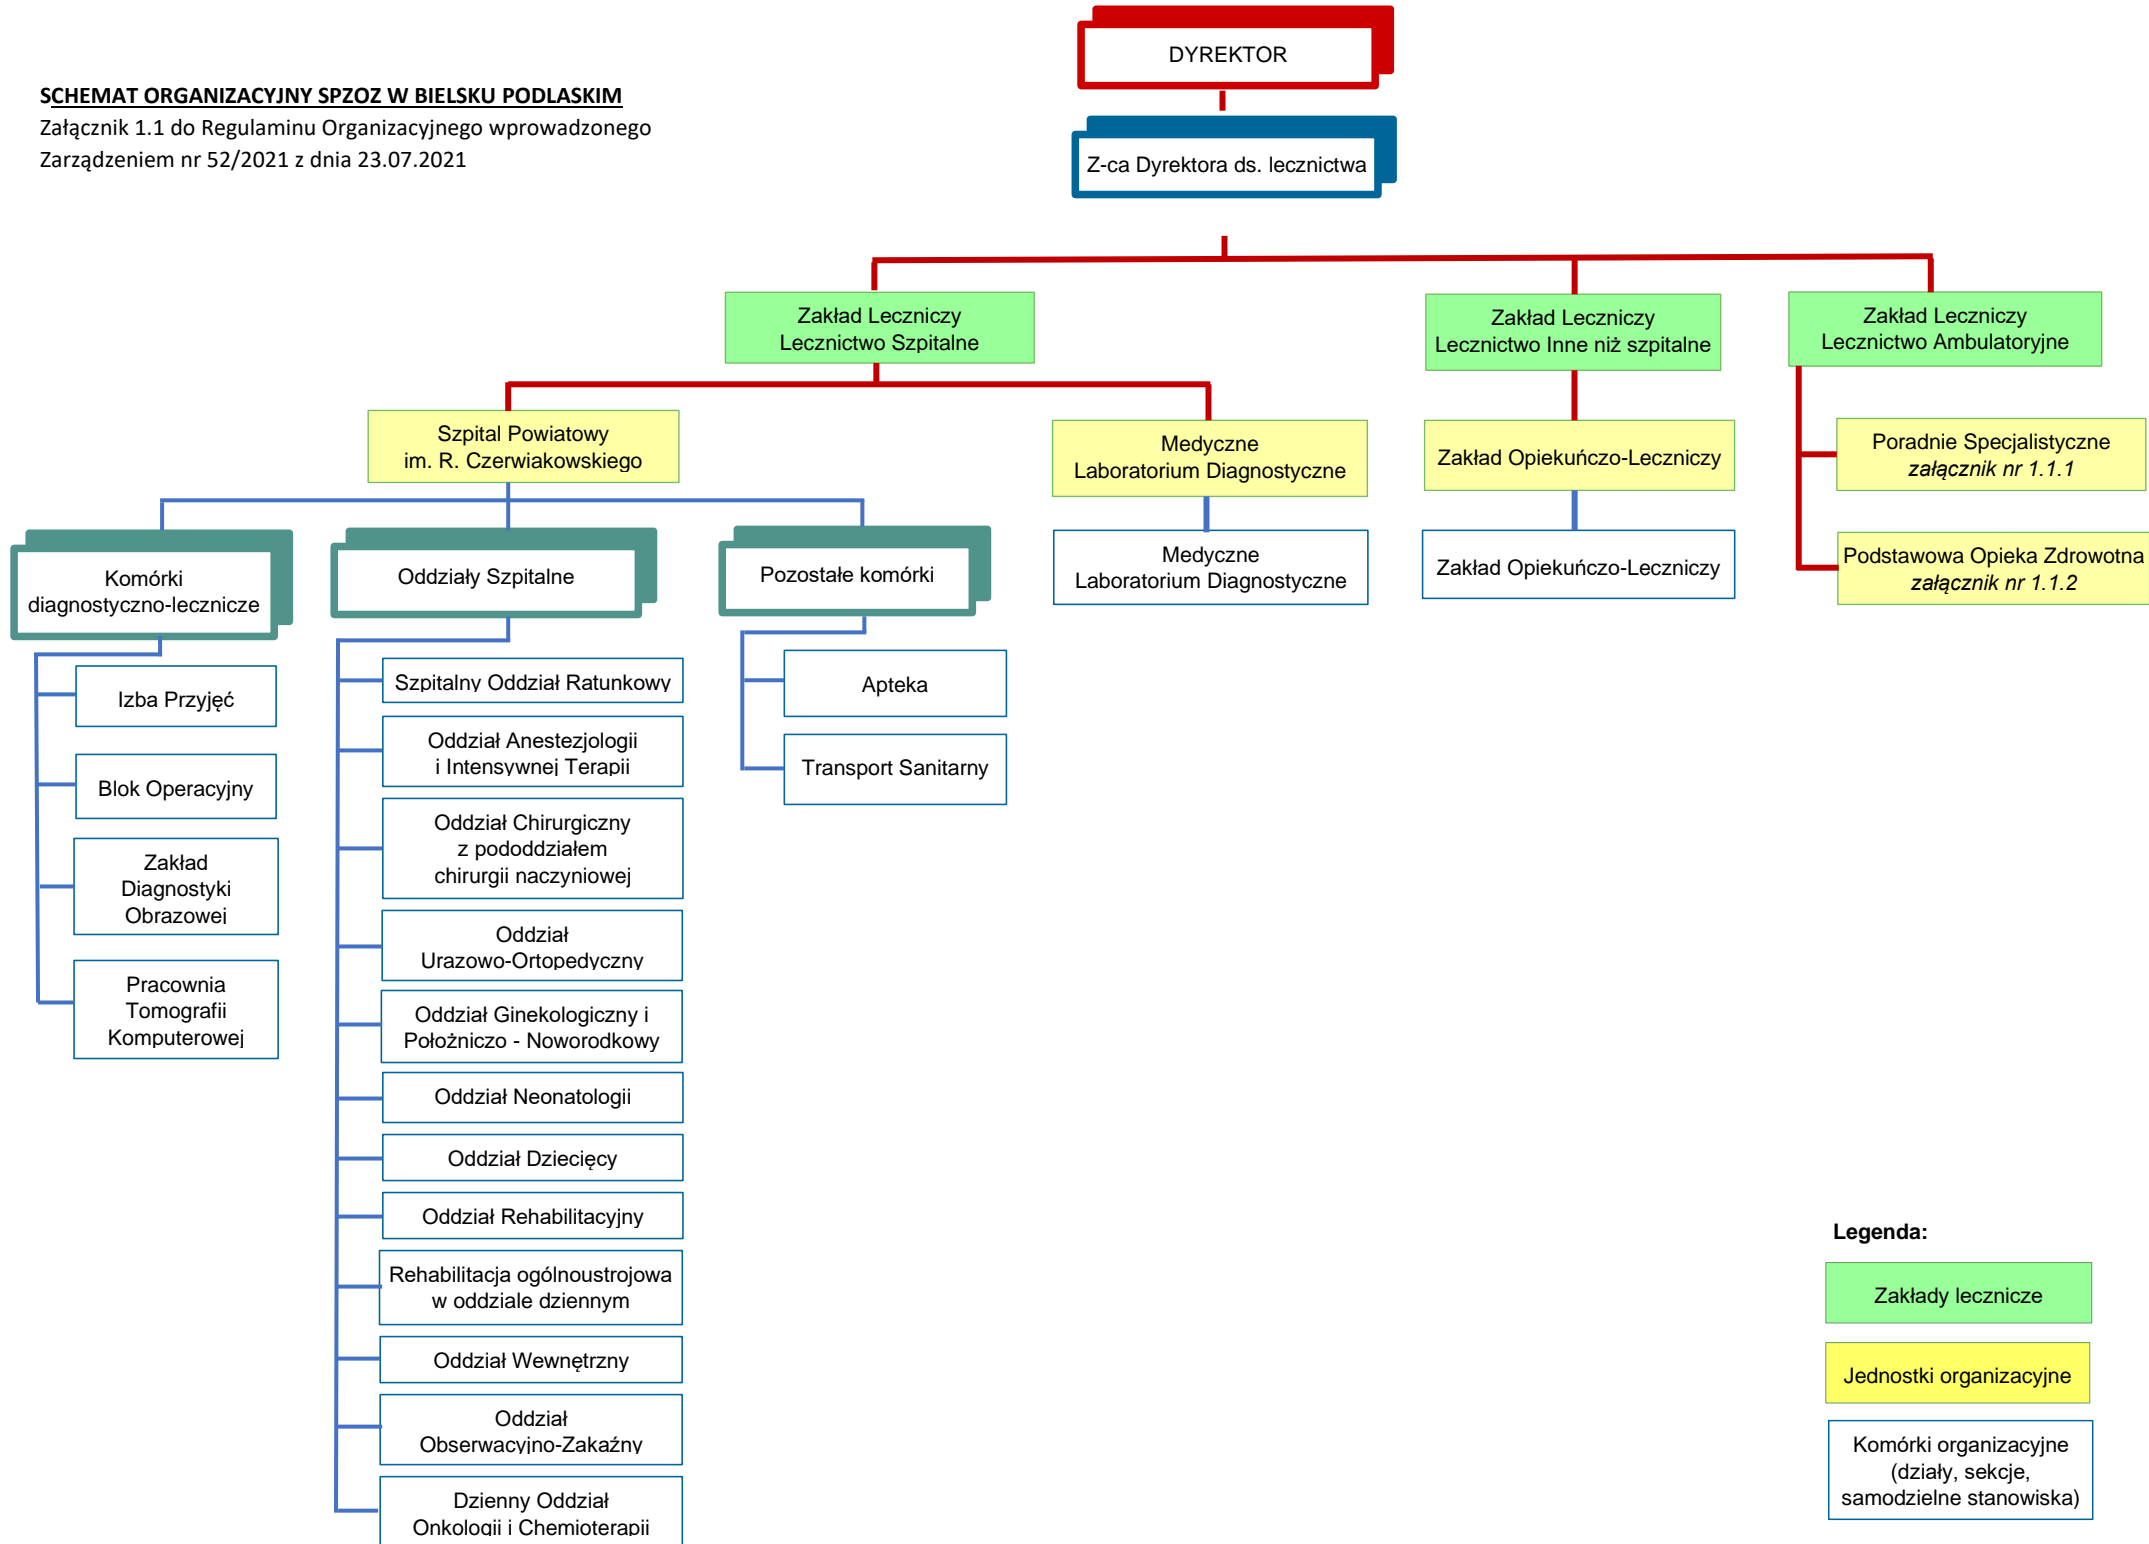 DYREKTOR
SCHEMAT ORGANIZACYJNY SPZOZ W BIELSKU PODLASKIM
Załącznik 1.1 do Regulaminu Organizacyjnego wprowadzonego
Zarządzeniem nr 52/2021 z dnia 23.07.2021
Z-ca Dyrektora ds. lecznictwa
Zakład Leczniczy
Lecznictwo Szpitalne
Zakład Leczniczy
Lecznictwo Inne niż szpitalne
Zakład Leczniczy
Lecznictwo Ambulatoryjne
Szpital Powiatowy
im. R. Czerwiakowskiego
Medyczne
Laboratorium Diagnostyczne
Zakład Opiekuńczo-Leczniczy
Poradnie Specjalistyczne
załącznik nr 1.1.1
Komórki
diagnostyczno-lecznicze
Oddziały Szpitalne
Pozostałe komórki
Medyczne
Laboratorium Diagnostyczne
Zakład Opiekuńczo-Leczniczy
Podstawowa Opieka Zdrowotna
załącznik nr 1.1.2
Izba Przyjęć
Blok Operacyjny
Zakład
Diagnostyki
Obrazowej
Pracownia
Tomografii
Komputerowej
Szpitalny Oddział Ratunkowy
Oddział Anestezjologii
i Intensywnej Terapii
Oddział Chirurgiczny
z pododdziałem
chirurgii naczyniowej
Oddział
Urazowo-Ortopedyczny
Oddział Ginekologiczny i
Położniczo - Noworodkowy
Oddział Neonatologii
Oddział Dziecięcy
Oddział Rehabilitacyjny
Rehabilitacja ogólnoustrojowa
w oddziale dziennym
Oddział Wewnętrzny
Oddział
Obserwacyjno-Zakaźny
Dzienny Oddział
Onkologii i Chemioterapii
Apteka
Transport Sanitarny
Legenda:
Zakłady lecznicze
Jednostki organizacyjne
Komórki organizacyjne
(działy, sekcje,
samodzielne stanowiska)